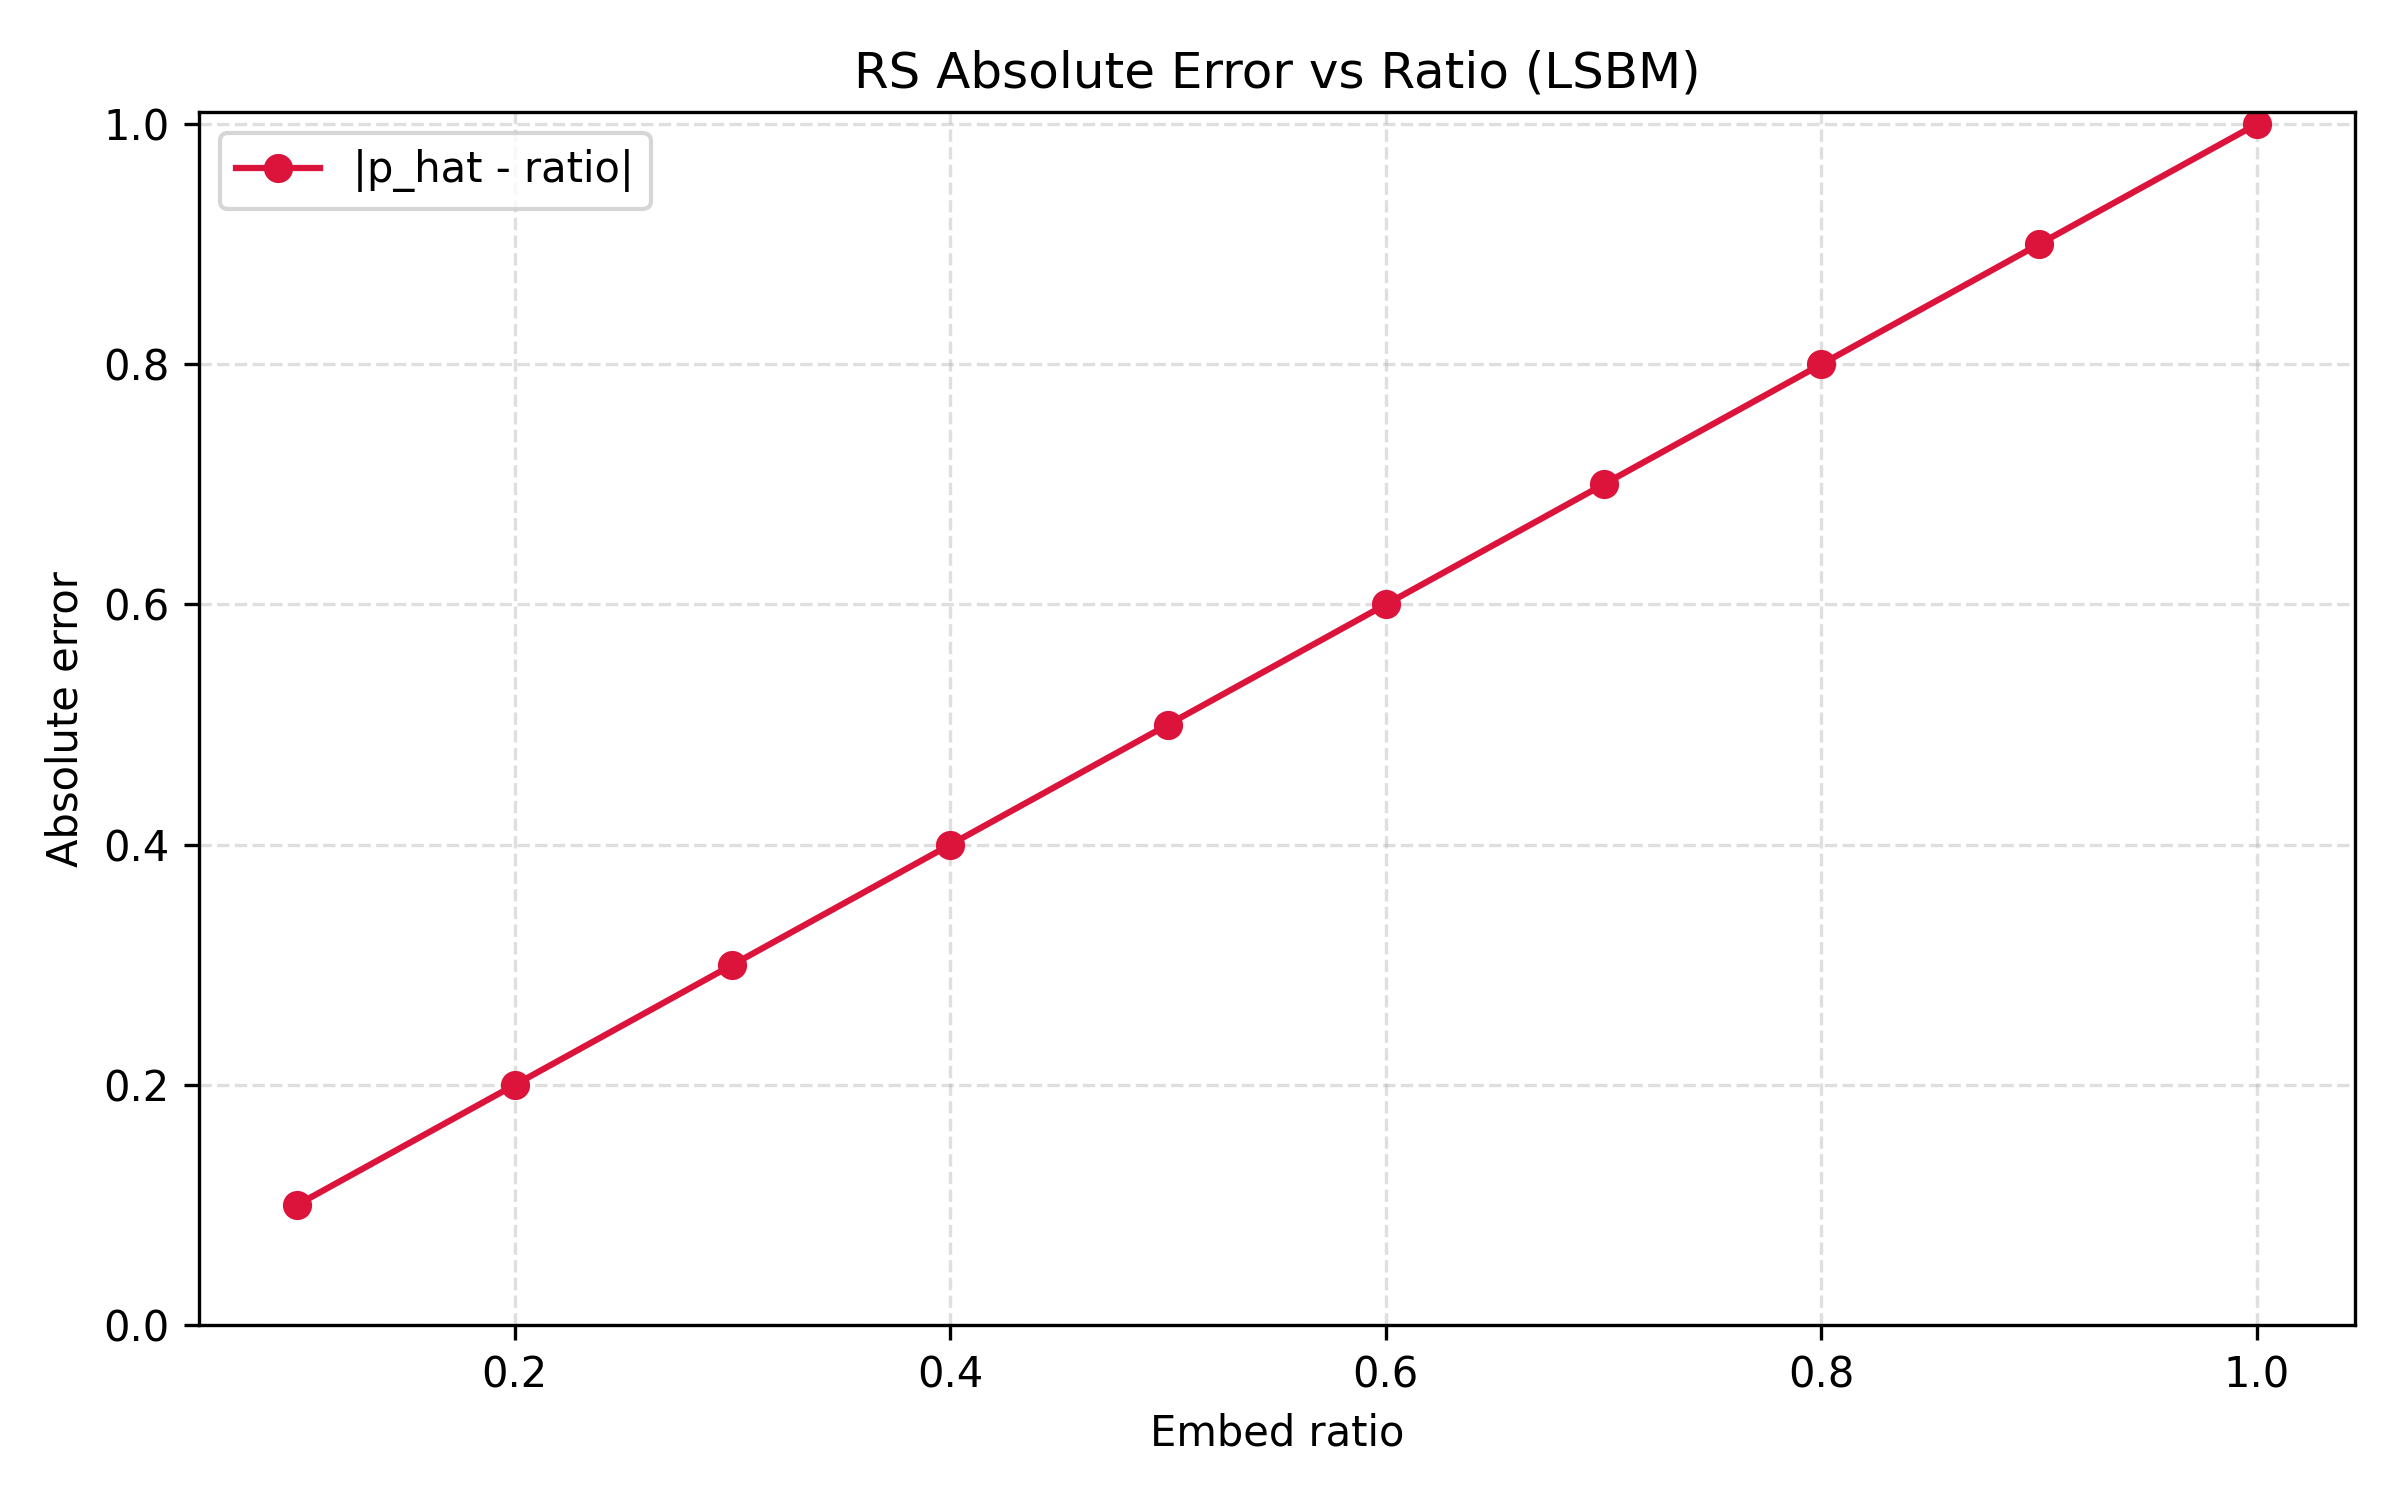 RS Absolute Error vs Ratio (LSBM)
|p_hat - ratio|
Absolute error
1.0
0.8
0.6
0.4
0.2
0.0
0.2 0.4 0.6 0.8 1.0
Embed ratio